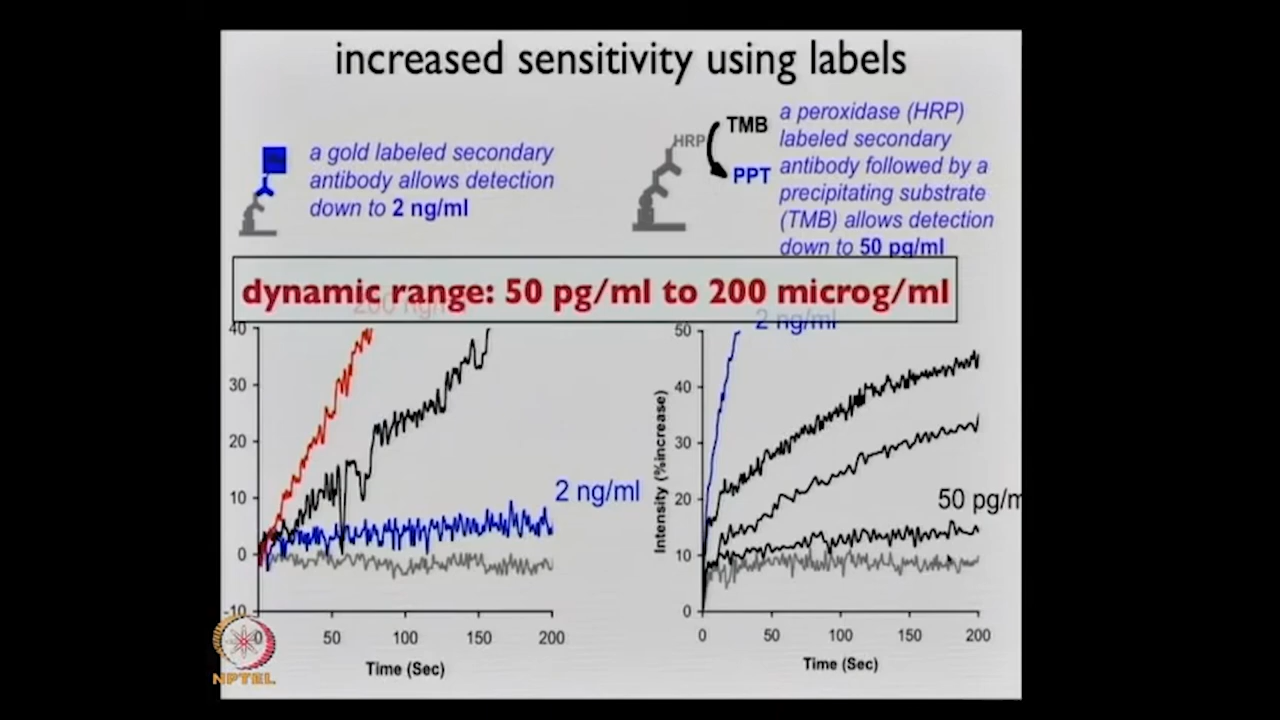 increased sensitivity using labels
a gold labeled secondary
antibody allows detection
down to 2 ng/ml
HRP
TMB
PPT
a peroxidase (HRP)
labeled secondary
antibody followed by a
precipitating substrate
(TMB) allows detection
down to 50 pg/ml
dynamic range: 50 pg/ml to 200 microg/ml
200 ng/ml
40
30
20
10
0
-10
0
50
100
150
200
Time (Sec)
2 ng/ml
2 ng/ml
Intensity (%increase)
50
40
30
20
10
0
0
50
100
150
200
Time (Sec)
50 pg/m
NPTEL